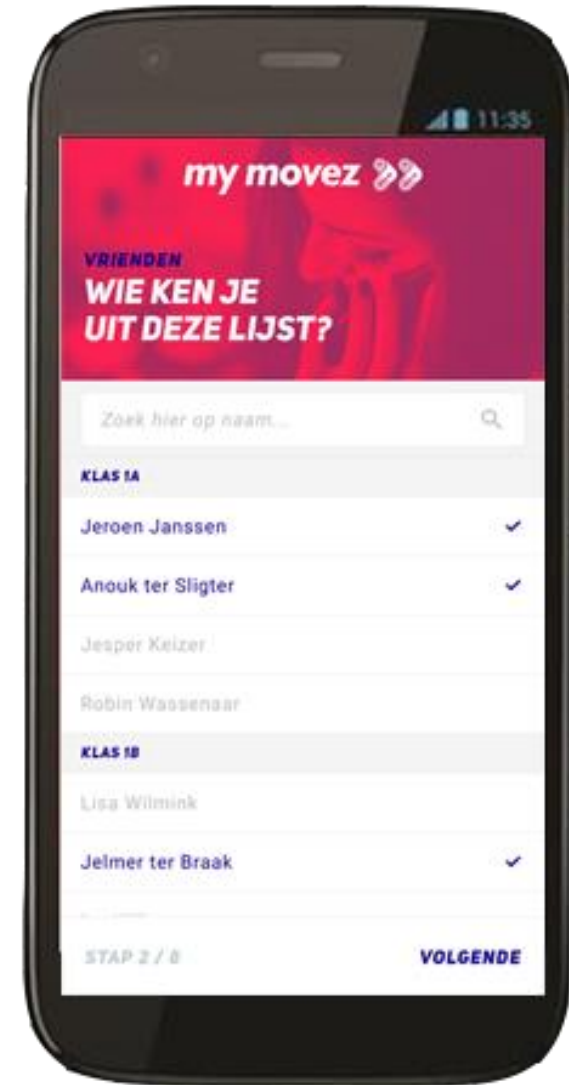 11:35
my movez
VRIENDEN
WIE KEN JE
UIT DEZE LIJST?
Zoek hier op naam...
KLAS 1A
Jeroen Janssen
Anouk ter Sligter
Jesper Keizer
Robin Wassenaar
KLAS 1B
Lisa Wilmink
Jelmer ter Braak
STAP 2 / 8
VOLGENDE